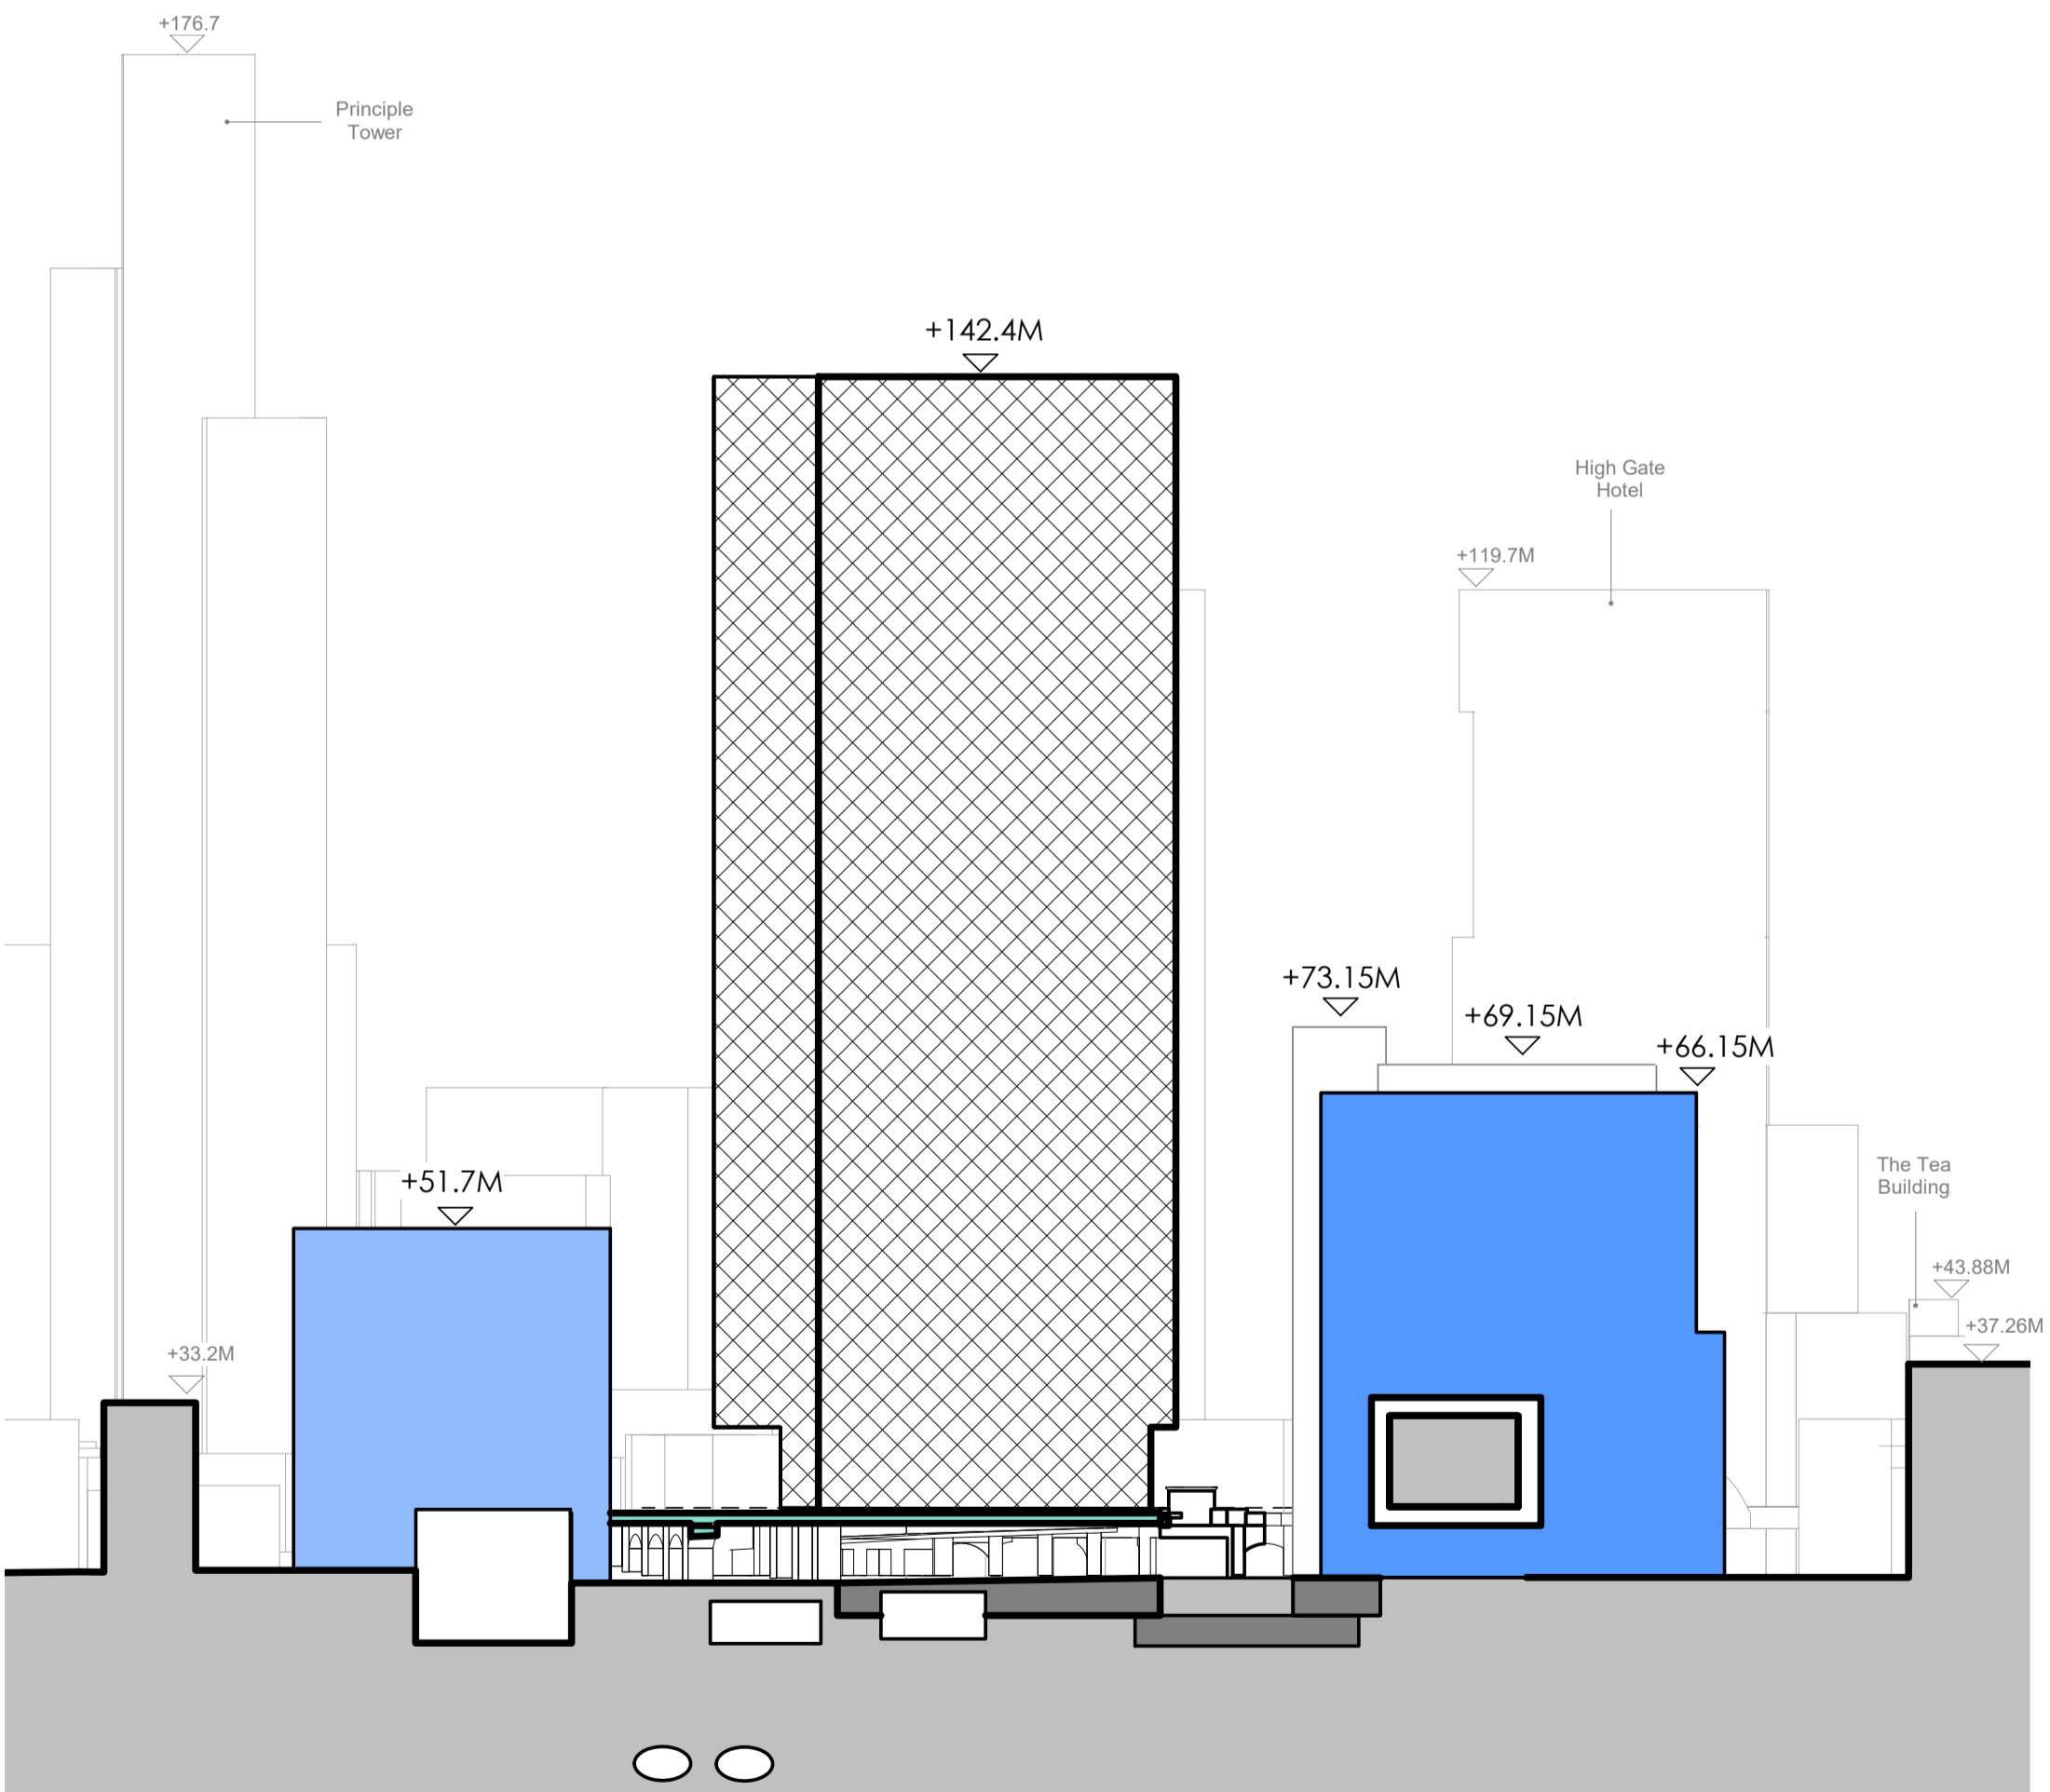 +176.7
Principle
Tower
+142.4M
High Gate
Hotel
+119.7M
+73.15M
+69.15M
+66.15M
+51.7M
The Tea
Building
+43.88M
+37.26M
+33.2M